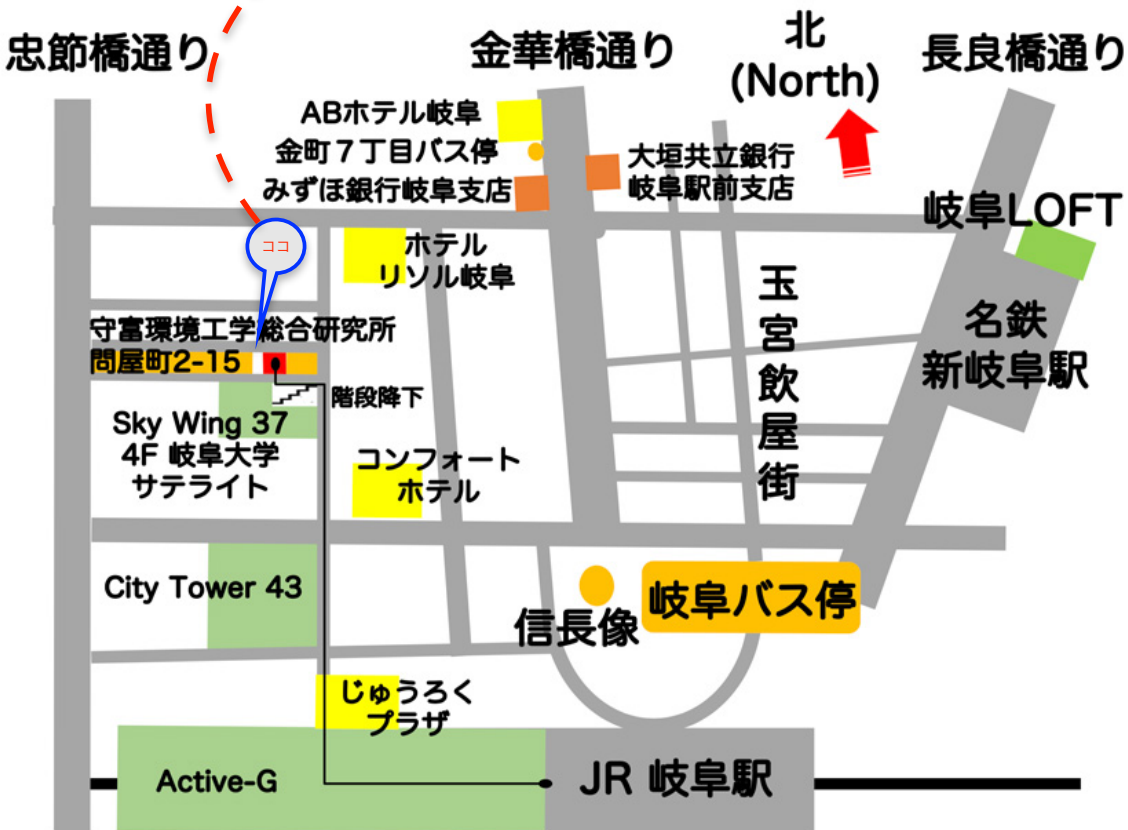 忠節橋通り
金華橋通り
北
(North)
長良橋通り
ABホテル岐阜
金町７丁目バス停
みずほ銀行岐阜支店
大垣共立銀行
岐阜駅前支店
岐阜LOFT
ココ
ホテル
リソル岐阜
玉宮飲屋街
名鉄
新岐阜駅
守富環境工学総合研究所
問屋町2-15
階段降下
Sky Wing 37
4F 岐阜大学
サテライト
コンフォート
ホテル
City Tower 43
信長像
岐阜バス停
じゅうろく
プラザ
Active-G
JR 岐阜駅